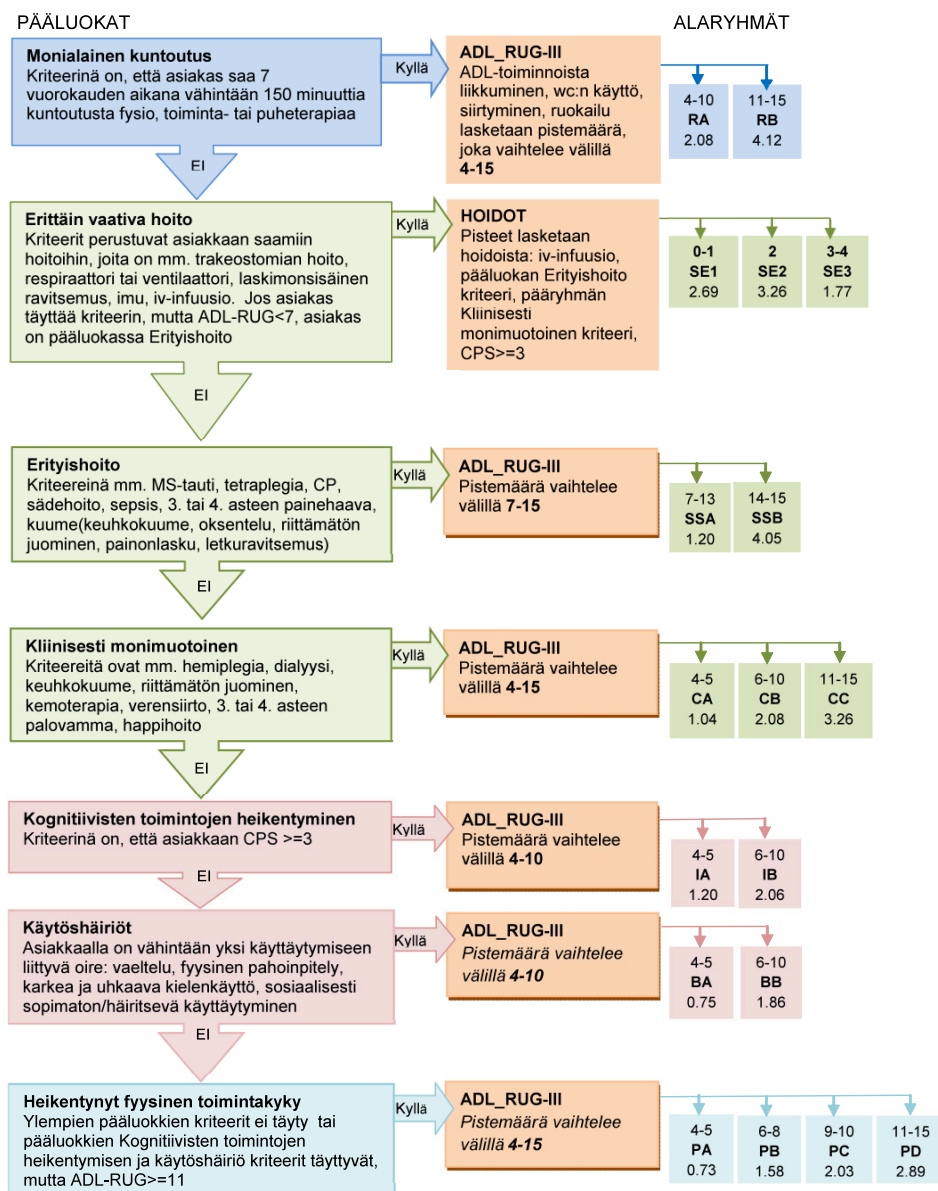 PÄÄLUOKAT
ALARYHMÄT
Monialainen kuntoutus
Kriteerinä on, että asiakas saa 7
vuorokauden aikana vähintään 150 minuuttia
kuntoutusta fysio, toiminta- tai puheterapiaa
Kyllä
ADL_RUG-III
ADL-toiminnoista
liikkuminen, wc:n käyttö,
siirtyminen, ruokailu
lasketaan pistemäärä,
joka vaihtelee välillä
4-15
4-10
RA
2.08
11-15
RB
4.12
EI
Erittäin vaativa hoito
Kriteerit perustuvat asiakkaan saamiin
hoitoihin, joita on mm. trakeostomian hoito,
respiraattori tai ventilaattori, laskimonsisäinen
ravitsemus, imu, iv-infuusio. Jos asiakas
täyttää kriteerin, mutta ADL-RUG<7, asiakas
on pääluokassa Erityishoito
Kyllä
HOIDOT
Pisteet lasketaan
hoidoista: iv-infuusio,
pääluokan Erityishoito
kriteeri, pääryhmän
Kliinisesti
monimuotoinen kriteeri,
CPS>=3
0-1
SE1
2.69
2
SE2
3.26
3-4
SE3
1.77
EI
Erityishoito
Kriteereinä mm. MS-tauti, tetraplegia, CP,
sädehoito, sepsis, 3. tai 4. asteen painehaava,
kuume(keuhkokuume, oksentelu, riittämätön
juominen, painonlasku, letkuravitsemus)
Kyllä
ADL_RUG-III
Pistemäärä vaihtelee
välillä 7-15
7-13
SSA
1.20
14-15
SSB
4.05
EI
Kliinisesti monimuotoinen
Kriteereitä ovat mm. hemiplegia, dialyysi,
keuhkokuume, riittämätön juominen,
kemoterapia, verensiirto, 3. tai 4. asteen
palovamma, happihoito
Kyllä
ADL_RUG-III
Pistemäärä vaihtelee
välillä 4-15
4-5
CA
1.04
6-10
CB
2.08
11-15
CC
3.26
EI
Kognitiivisten toimintojen heikentyminen
Kriteerinä on, että asiakkaan CPS >=3
Kyllä
ADL_RUG-III
Pistemäärä vaihtelee
välillä 4-10
4-5
IA
1.20
6-10
IB
2.06
EI
Käytöshäiriöt
Asiakkaalla on vähintään yksi käyttäytymiseen
liittyvä oire: vaeltelu, fyysinen pahoinpitely,
karkea ja uhkaava kielenkäyttö, sosiaalisesti
sopimaton/häiritsevä käyttäytyminen
Kyllä
ADL_RUG-III
Pistemäärä vaihtelee
välillä 4-10
4-5
BA
0.75
6-10
BB
1.86
EI
Heikentynyt fyysinen toimintakyky
Ylempien pääluokkien kriteerit ei täyty tai
pääluokkien Kognitiivisten toimintojen
heikentymisen ja käytöshäiriö kriteerit täyttyvät,
mutta ADL-RUG>=11
Kyllä
ADL_RUG-III
Pistemäärä vaihtelee
välillä 4-15
4-5
PA
0.73
6-8
PB
1.58
9-10
PC
2.03
11-15
PD
2.89